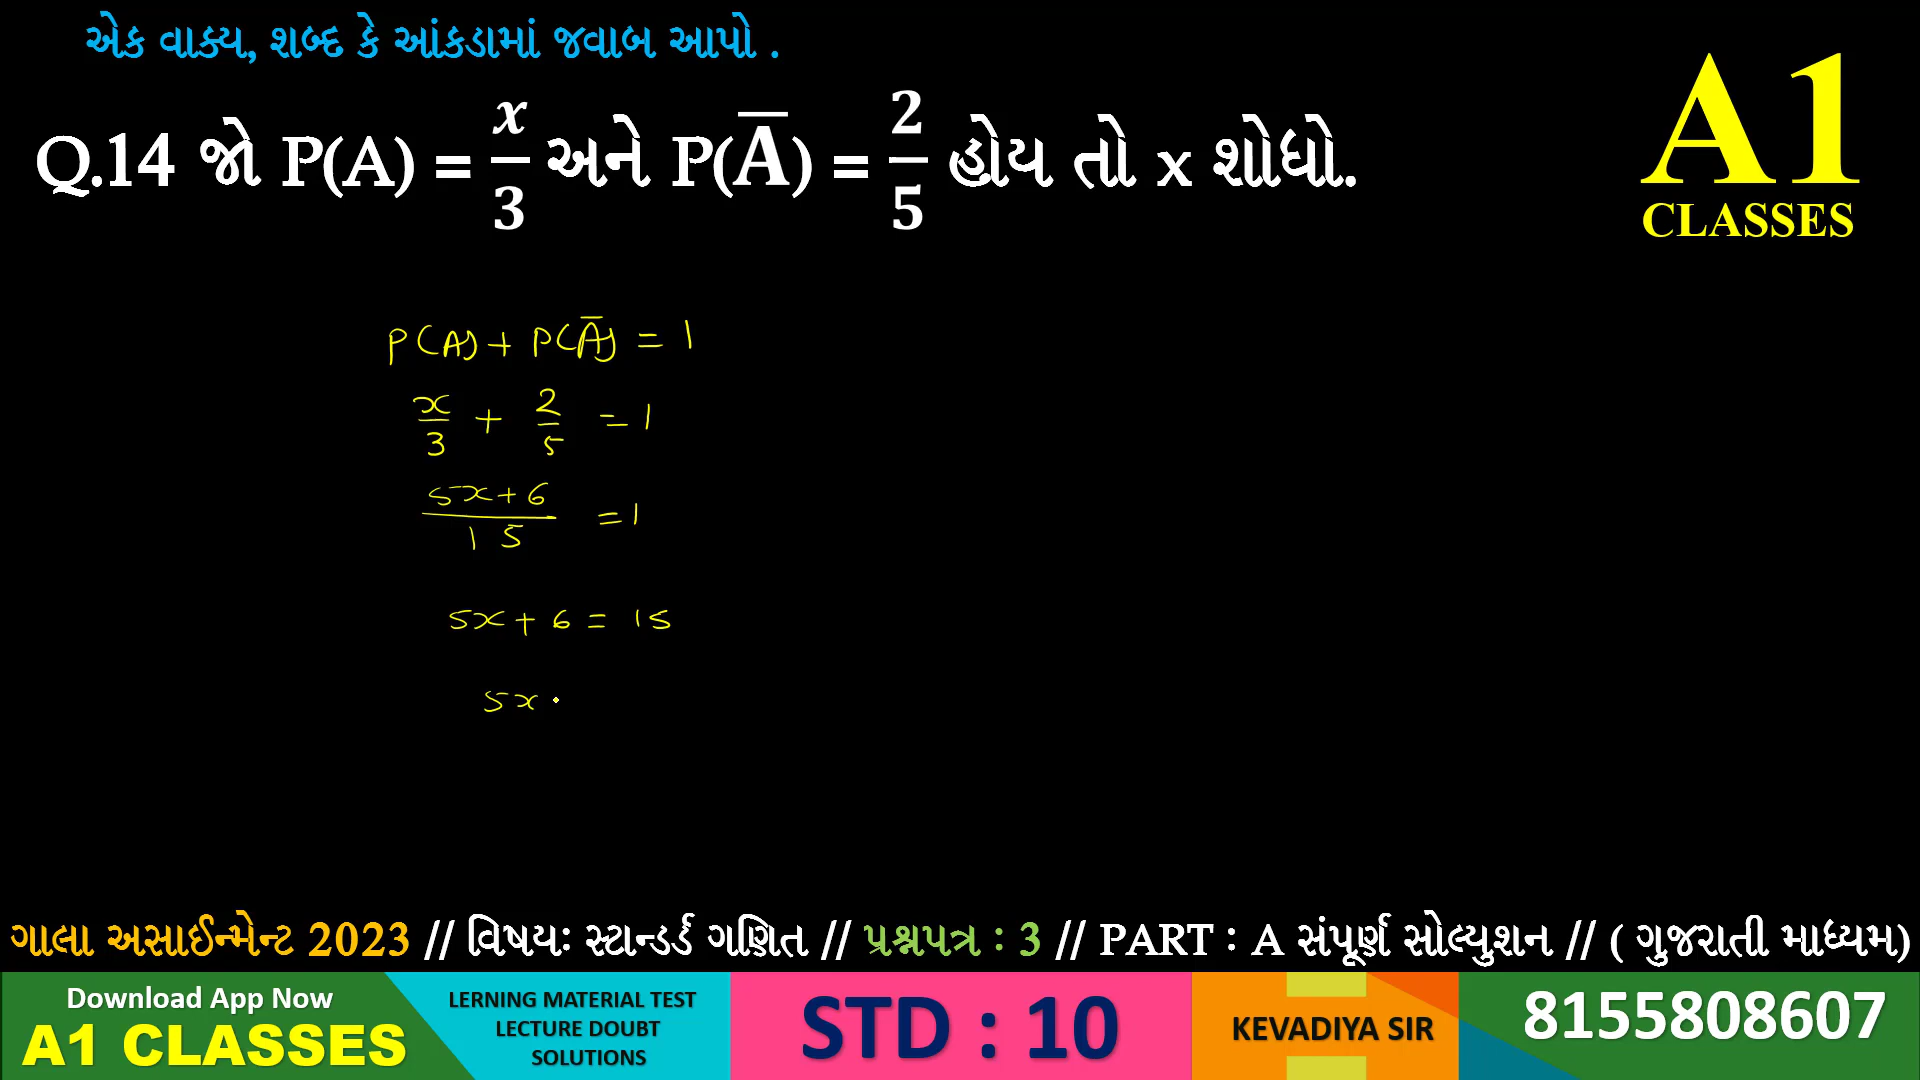 એક વાક્ય, શબ્દ કે આંકડામાં જવાબ આપો .
Q.14 જો P(A) = x/3 અને P(A̅) = 2/5 હોય તો x શોધો.
A1
CLASSES
P(A) + P(A̅) = 1
x/3 + 2/5 = 1
5x+6/15 = 1
5x + 6 = 15
5x
ગાલા અસાઈન્મેન્ટ 2023 // વિષયઃ સ્ટાન્ડર્ડ ગણિત // પ્રશ્નપત્ર : 3 // PART : A સંપૂર્ણ સોલ્યુશન // ( ગુજરાતી માધ્યમ)
Download App Now
A1 CLASSES
LERNING MATERIAL TEST
LECTURE DOUBT
SOLUTIONS
STD : 10
KEVADIYA SIR
8155808607